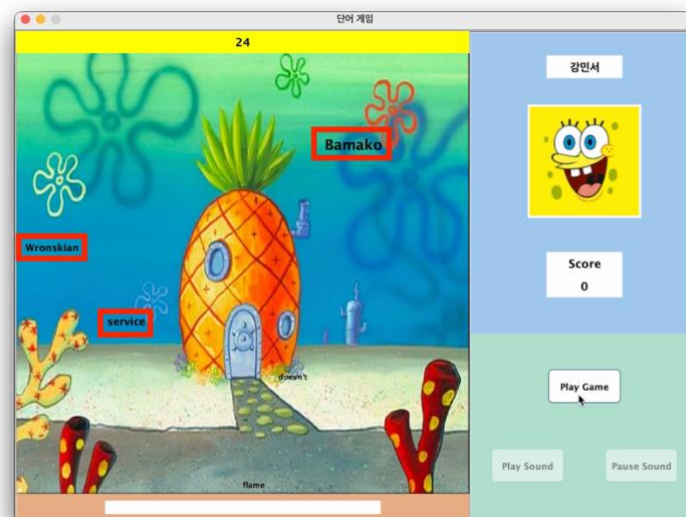 단어 게임
24
강민서
Bamako
Wronskian
Score
0
service
doesn't
Play Game
Play Sound
Pause Sound
flame